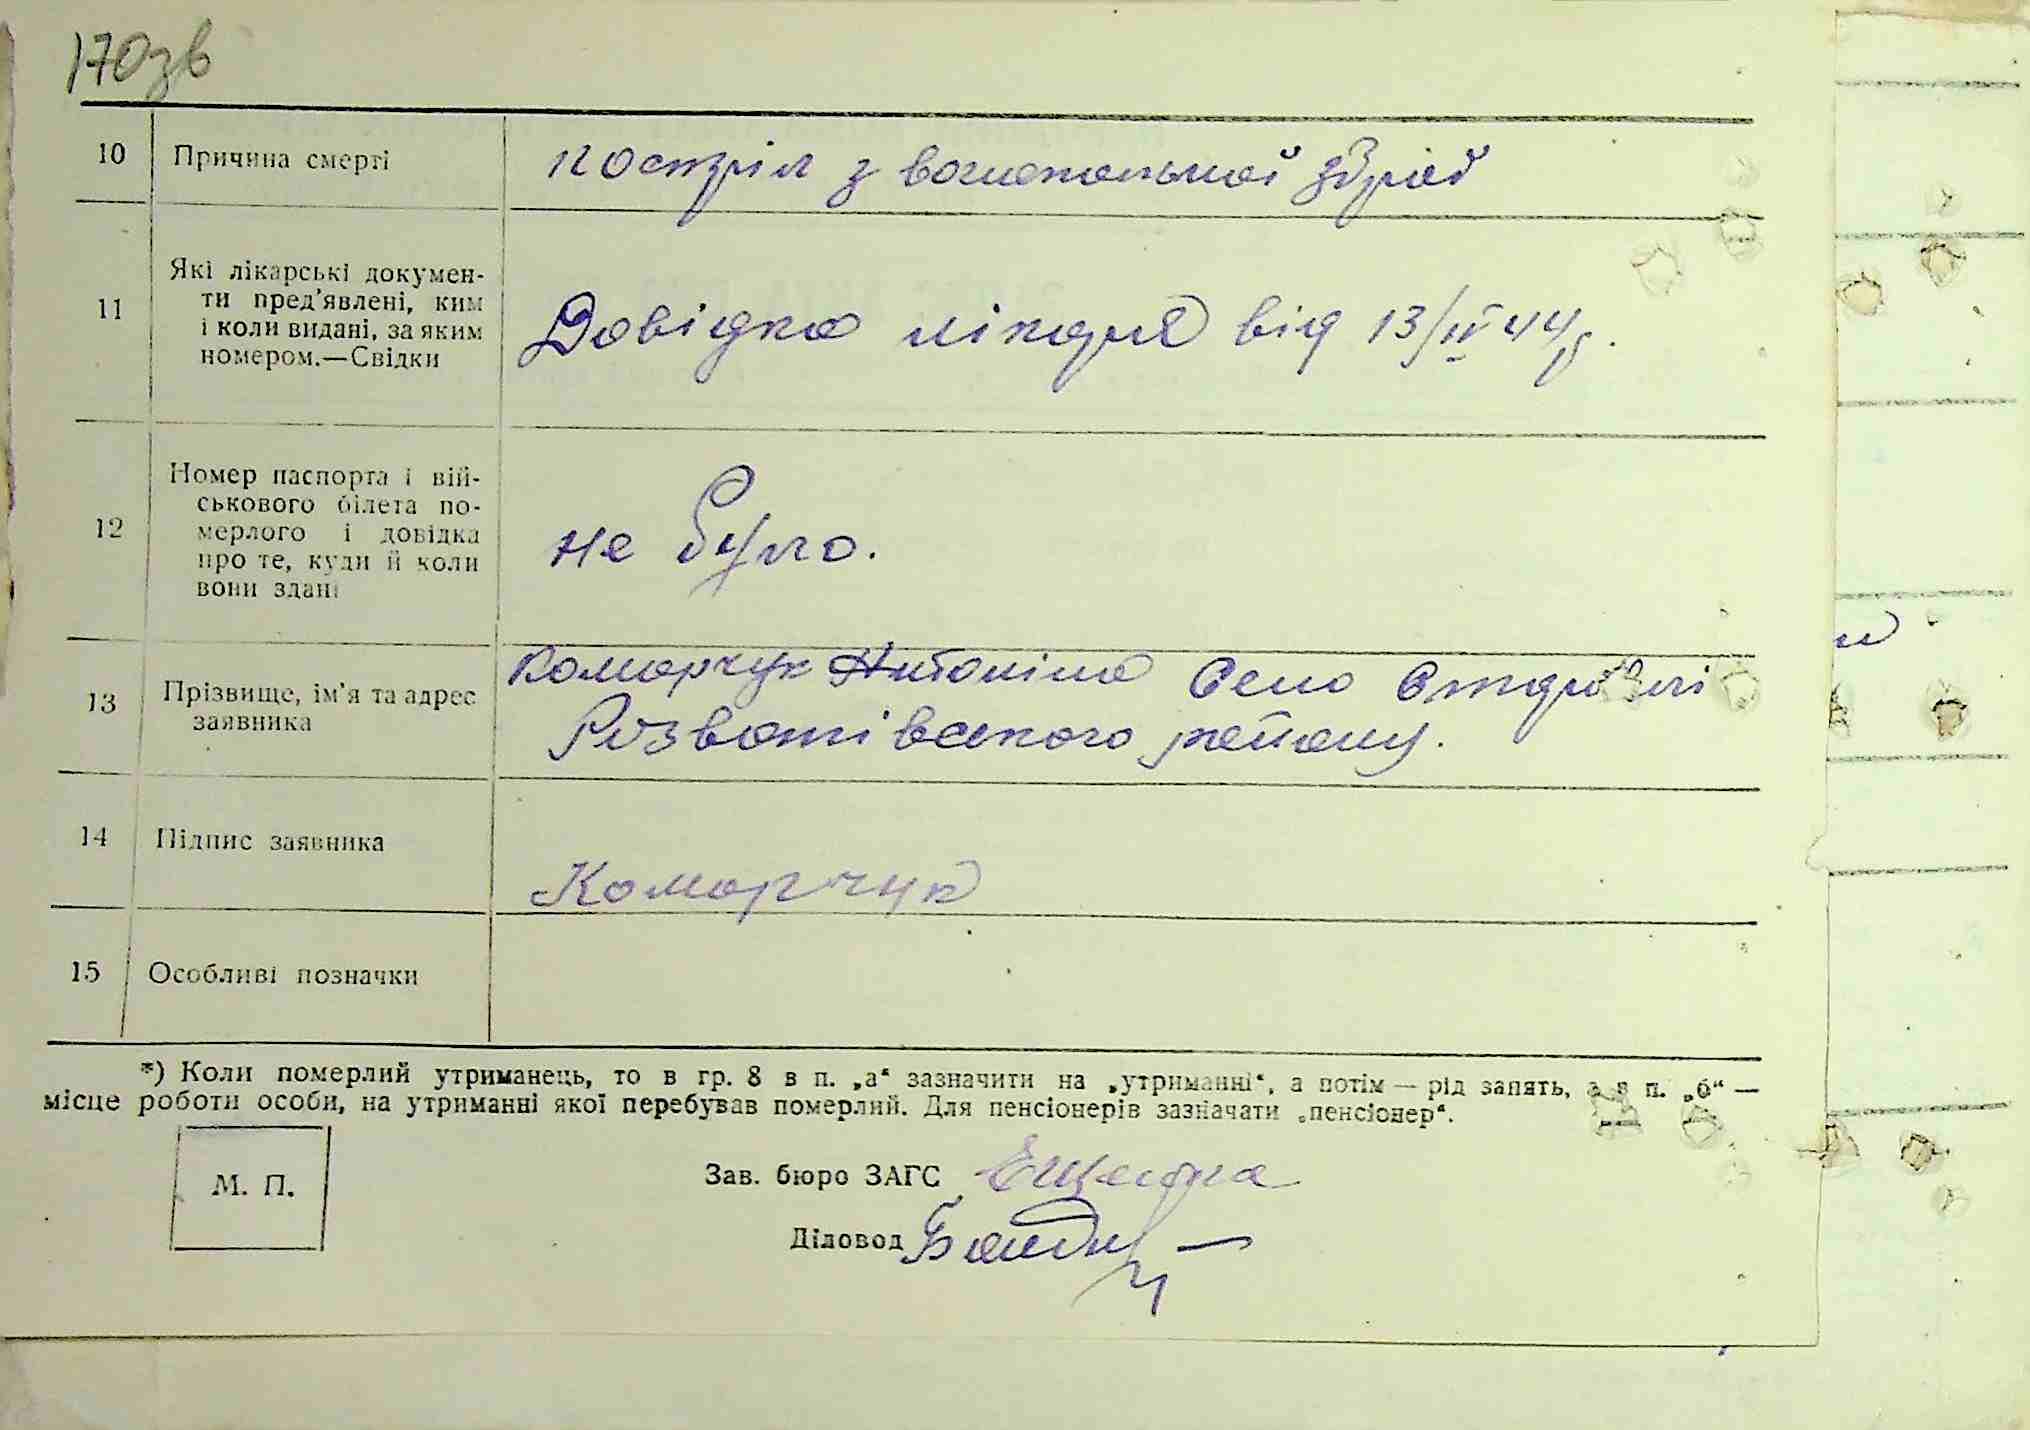 170зв
10 Причина смерті постріл з вогнепальної зброї
11 Які лікарські докумен-
ти пред'явлені, ким
і коли видані, за яким
номером.—Свідки
Довідка лікаря від 13/IV 44 р.
12 Номер паспорта і вій-
ськового білета по-
мерлого і довідка
про те, куди й коли
вони здані
не було.
13 Прізвище, ім'я та адрес
заявника
Комарчук Антоніна Село
Розважівського району.
14 Підпис заявника
Комарчук
15 Особливі позначки
*) Коли померлий утриманець, то в гр. 8 в п. „а“ зазначити на „утриманні“, а потім — рід занять, а в п. „б“ —
місце роботи особи, на утриманні якої перебував померлий. Для пенсіонерів зазначати „пенсіонер“.
М. П.
Зав. бюро ЗАГС
Діловод